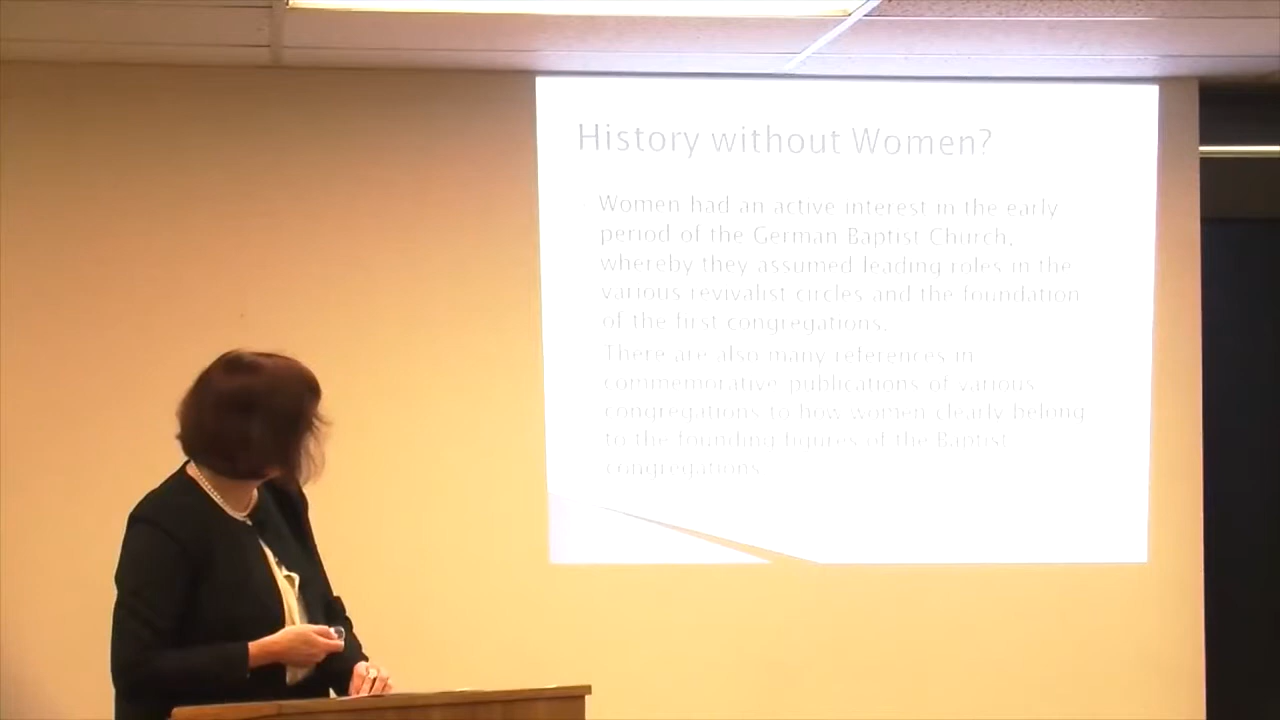 History without Women?
Women had an active interest in the early
period of the German Baptist Church,
whereby they assumed leading roles in the
various revivalist circles and the foundation
of the first congregations.
There are also many references in
commemorative publications of various
congregations to how women clearly belong
to the founding figures of the Baptist
congregations.